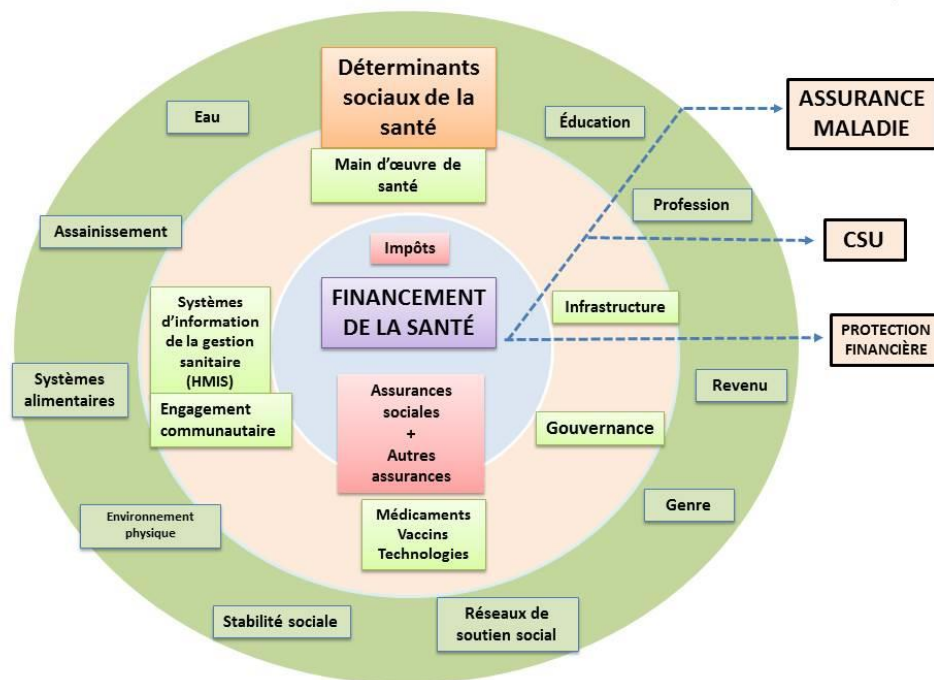 Déterminants
sociaux de la
santé
Eau
Éducation
ASSURANCE
MALADIE
Main d'œuvre de
santé
Profession
Assainissement
CSU
Impôts
FINANCEMENT
DE LA SANTÉ
Systèmes
d'information
de la gestion
sanitaire
(HMIS)
Infrastructure
PROTECTION
FINANCIÈRE
Systèmes
alimentaires
Engagement
communautaire
Assurances
sociales
+
Autres
assurances
Revenu
Gouvernance
Médicaments
Vaccins
Technologies
Genre
Environnement
physique
Stabilité sociale
Réseaux de
soutien social